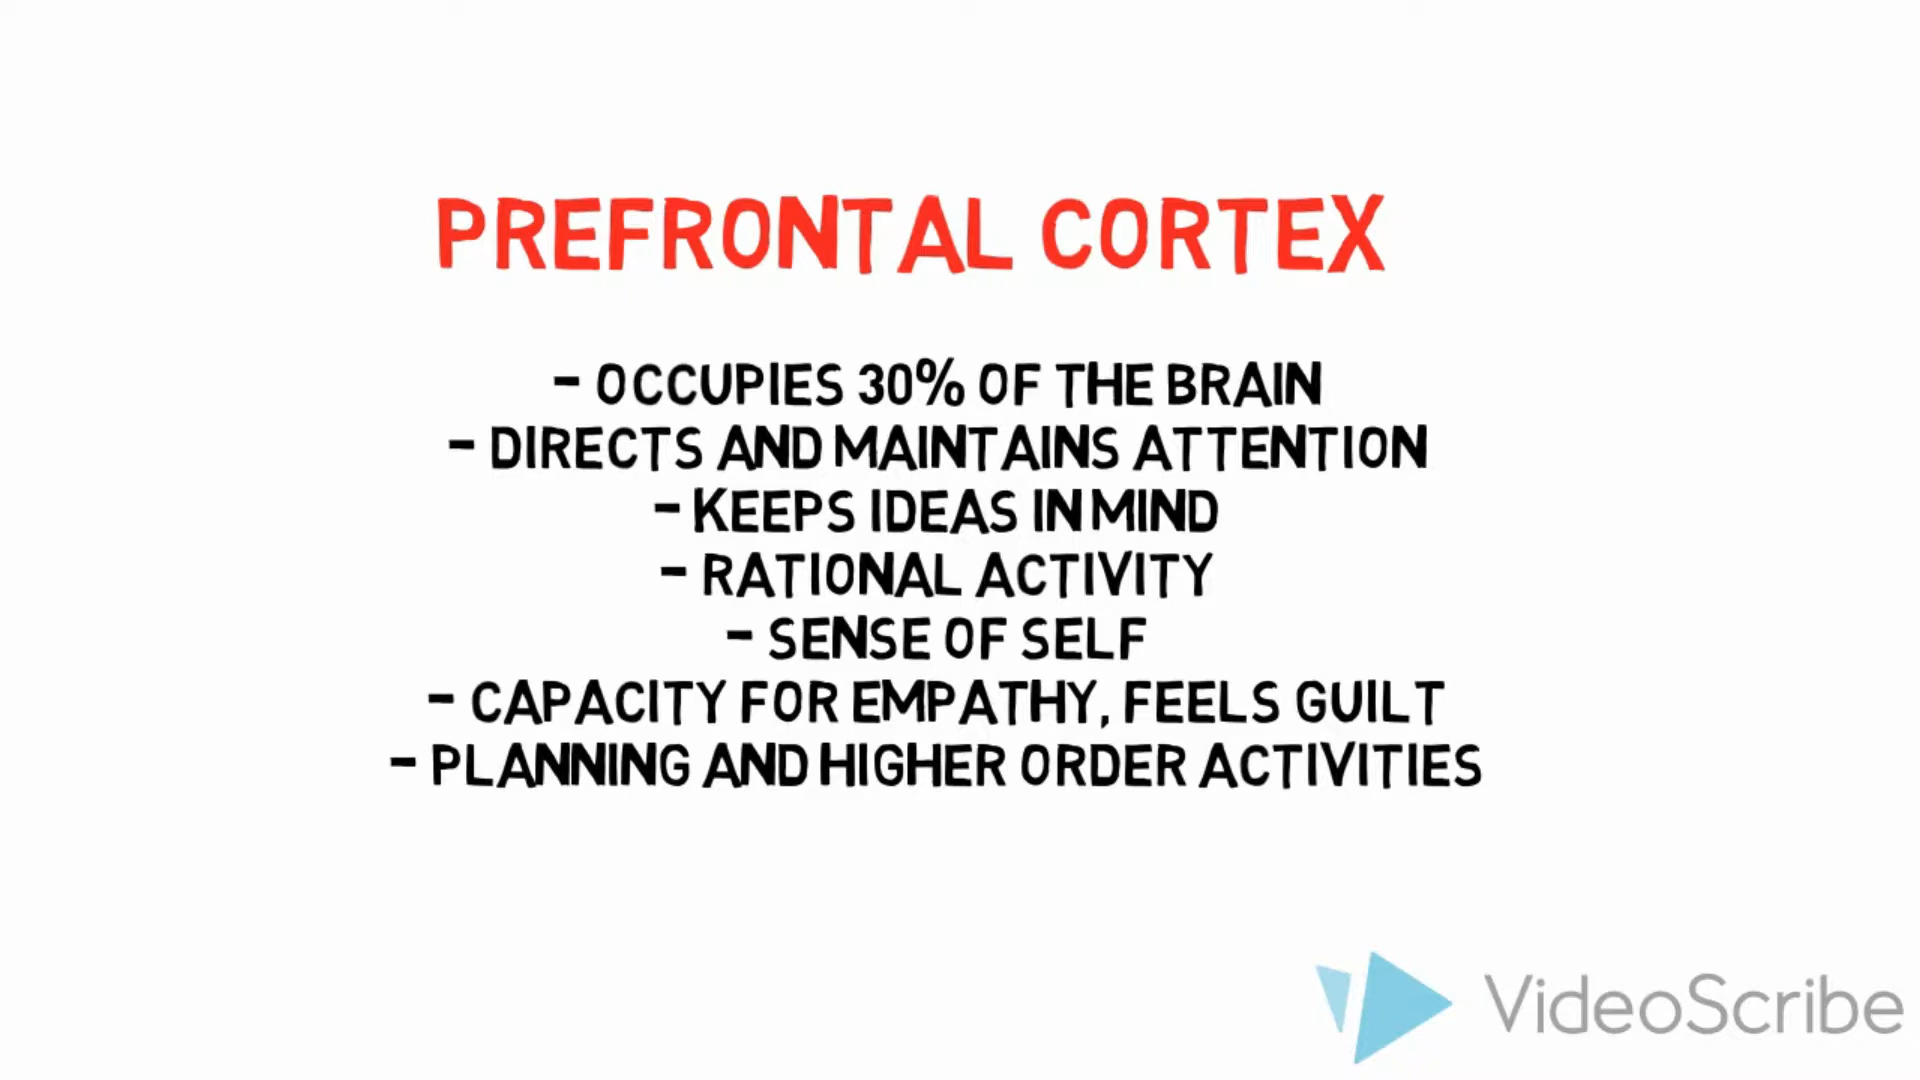 PREFRONTAL CORTEX
- OCCUPIES 30% OF THE BRAIN
- DIRECTS AND MAINTAINS ATTENTION
- KEEPS IDEAS IN MIND
- RATIONAL ACTIVITY
- SENSE OF SELF
- CAPACITY FOR EMPATHY, FEELS GUILT
- PLANNING AND HIGHER ORDER ACTIVITIES
VideoScribe